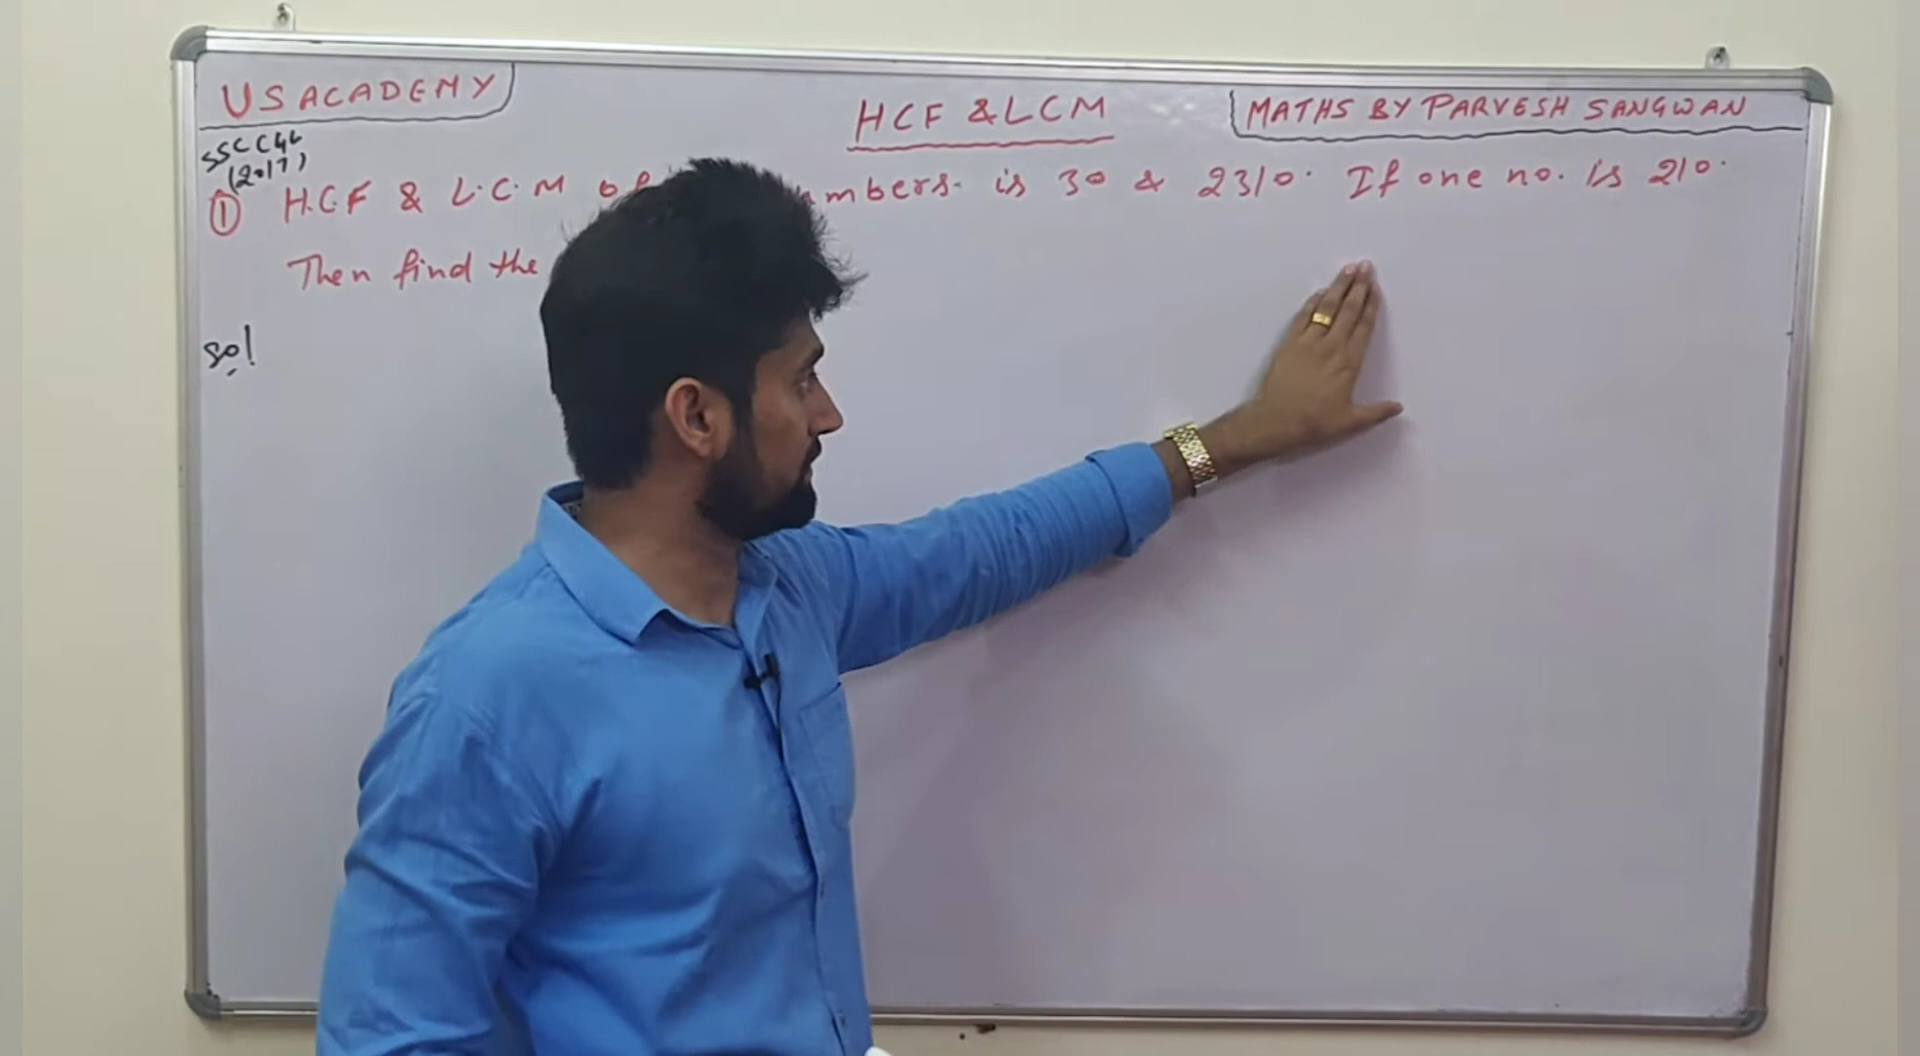 US ACADEMY
HCF & LCM
MATHS BY PARVESH SANGWAN
SSC CGL
(2017)
① H.C.F & L.C.M of mbers. is 30 & 2310. If one no. is 210.
Then find the
Sol